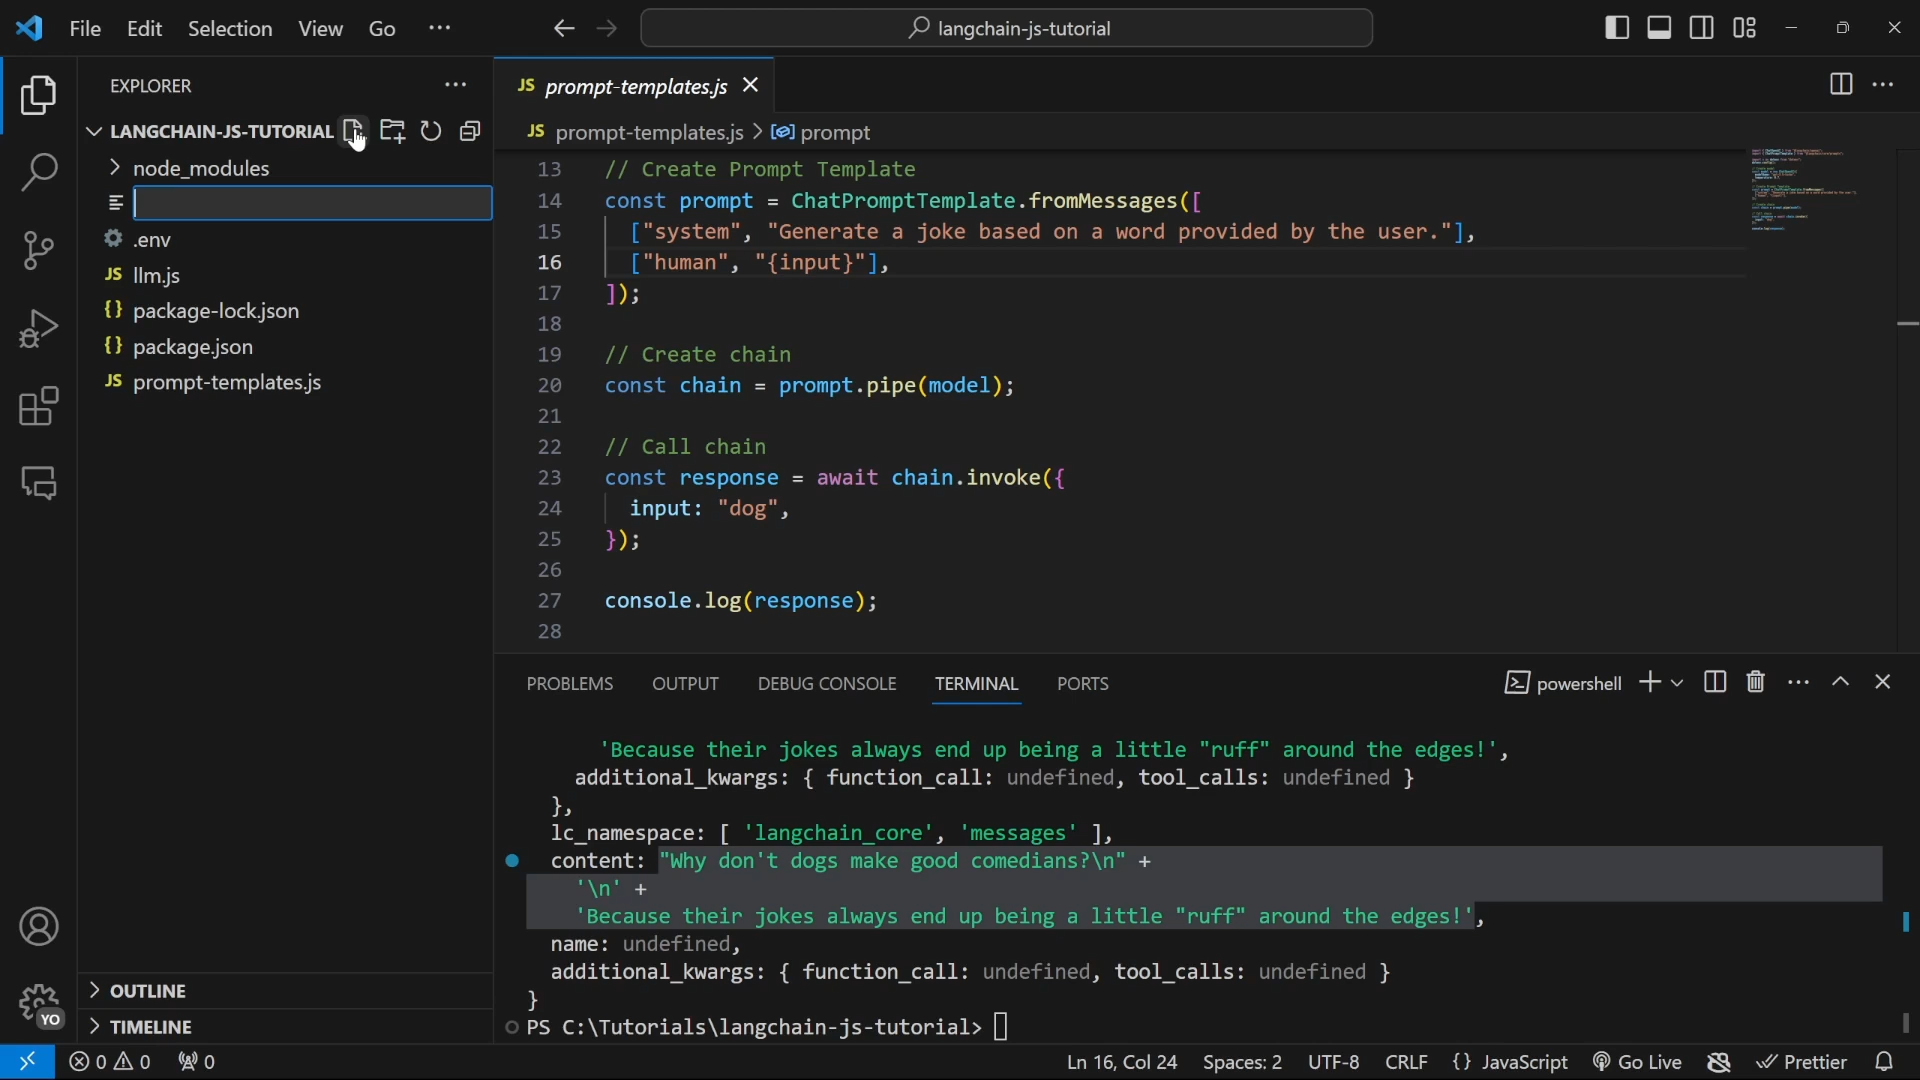 File Edit Selection View Go ···
langchain-js-tutorial
EXPLORER
LANGCHAIN-JS-TUTORIAL
node_modules
.env
JS llm.js
{} package-lock.json
{} package.json
JS prompt-templates.js
OUTLINE
TIMELINE
YO
JS prompt-templates.js
JS prompt-templates.js > prompt
13 // Create Prompt Template
14 const prompt = ChatPromptTemplate.fromMessages([
15 ["system", "Generate a joke based on a word provided by the user."],
16 ["human", "{input}"],
17 ]);
18
19 // Create chain
20 const chain = prompt.pipe(model);
21
22 // Call chain
23 const response = await chain.invoke({
24 input: "dog",
25 });
26
27 console.log(response);
28
PROBLEMS OUTPUT DEBUG CONSOLE TERMINAL PORTS
powershell
'Because their jokes always end up being a little "ruff" around the edges!',
additional_kwargs: { function_call: undefined, tool_calls: undefined }
},
lc_namespace: [ 'langchain_core', 'messages' ],
content: "Why don't dogs make good comedians?\n" +
'\n' +
'Because their jokes always end up being a little "ruff" around the edges!',
name: undefined,
additional_kwargs: { function_call: undefined, tool_calls: undefined }
}
PS C:\Tutorials\langchain-js-tutorial>
0 0 0
Ln 16, Col 24 Spaces: 2 UTF-8 CRLF {} JavaScript Go Live Prettier